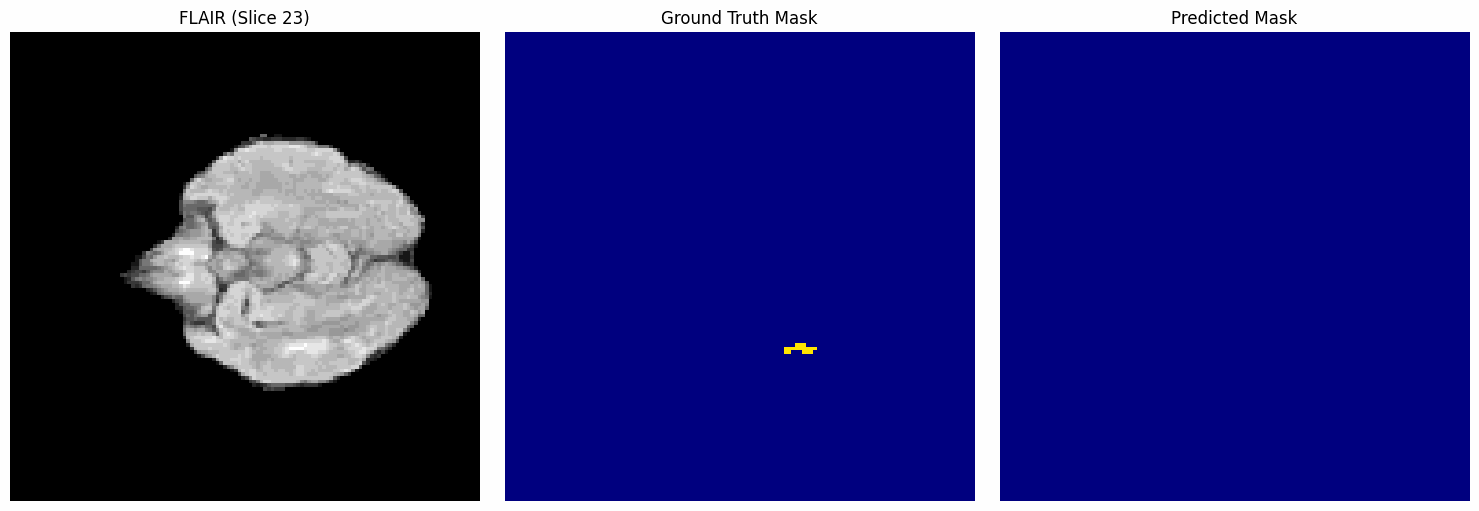 FLAIR (Slice 23)
Ground Truth Mask
Predicted Mask